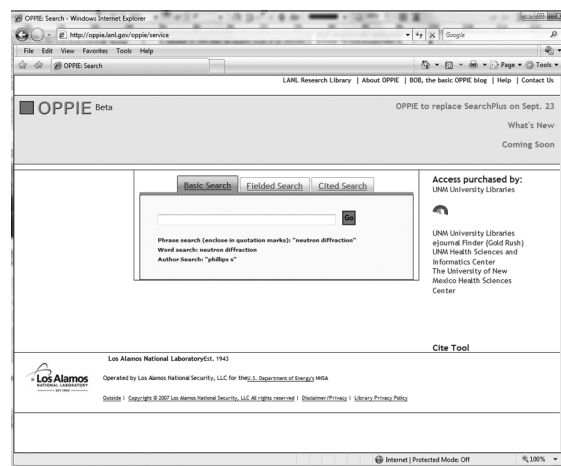 OPPIE: Search - Windows Internet Explorer
http://oppie.lanl.gov/oppie/service
Google
File Edit View Favorites Tools Help
OPPIE: Search
Page Tools
LANL Research Library | About OPPIE | BOB, the basic OPPIE blog | Help | Contact Us
OPPIE Beta
OPPIE to replace SearchPlus on Sept. 23
What's New
Coming Soon
Basic Search Fielded Search Cited Search
Go
Phrase search (enclose in quotation marks): "neutron diffraction"
Word search: neutron diffraction
Author Search: "phillips s"
Access purchased by:
UNM University Libraries
UNM University Libraries
ejournal Finder (Gold Rush)
UNM Health Sciences and
Informatics Center
The University of New
Mexico Health Sciences
Center
Cite Tool
Los Alamos National LaboratoryEst. 1943
Los Alamos
NATIONAL LABORATORY
EST.1943
Operated by Los Alamos National Security, LLC for theU.S. Department of Energy's NNSA
Outside | Copyright © 2007 Los Alamos National Security, LLC All rights reserved | Disclaimer/Privacy | Library Privacy Policy
Internet | Protected Mode: Off
100%